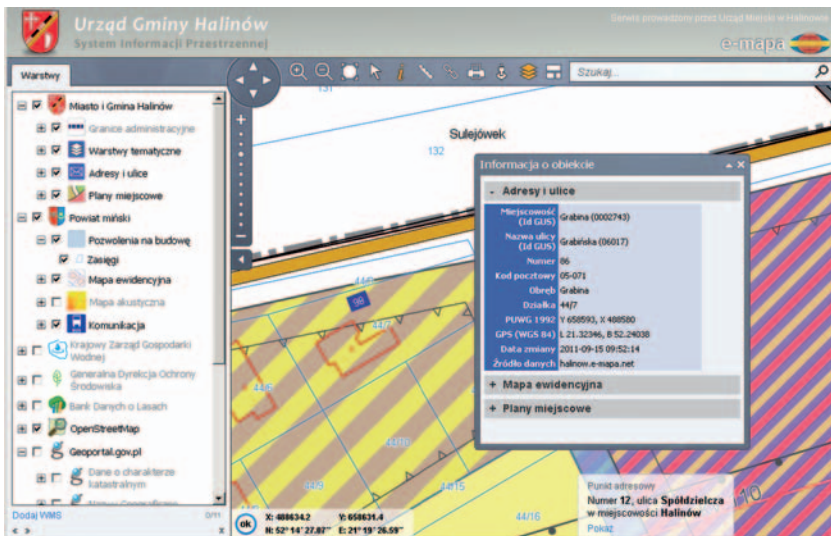 Urząd Gminy Halinów
System Informacji Przestrzennej
Serwis prowadzony przez Urząd Miejski w Halinowie
e-mapa
Warstwy
Szukaj...
Miasto i Gmina Halinów
Granice administracyjne
Warstwy tematyczne
Adresy i ulice
Plany miejscowe
Powiat miński
Pozwolenia na budowę
Zasięgi
Mapa ewidencyjna
Mapa akustyczna
Komunikacja
Krajowy Zarząd Gospodarki
Wodnej
Generalna Dyrekcja Ochrony
Środowiska
Bank Danych o Lasach
OpenStreetMap
Geoportal.gov.pl
Dane o charakterze
katastralnym
Dodaj WMS
131
Sulejówek
132
44/6
44/7
44/10
44/9
44/15
44/16
10
Informacja o obiekcie
- Adresy i ulice
Miejscowość
(Id GUS) Grabina (0002743)
Nazwa ulicy
(Id GUS) Grabińska (06017)
Numer 86
Kod pocztowy 05-071
Obręb Grabina
Działka 44/7
PUWG 1992 Y 658593, X 488580
GPS (WGS 84) L 21.32346, B 52.24038
Data zmiany 2011-09-15 09:52:14
Źródło danych halinow.e-mapa.net
+ Mapa ewidencyjna
+ Plany miejscowe
Punkt adresowy
Numer 12, ulica Spółdzielcza
w miejscowości Halinów
Pokaż
ok
X: 488634.2 Y: 658631.4
N: 52° 14' 27.07" E: 21° 19' 26.59"